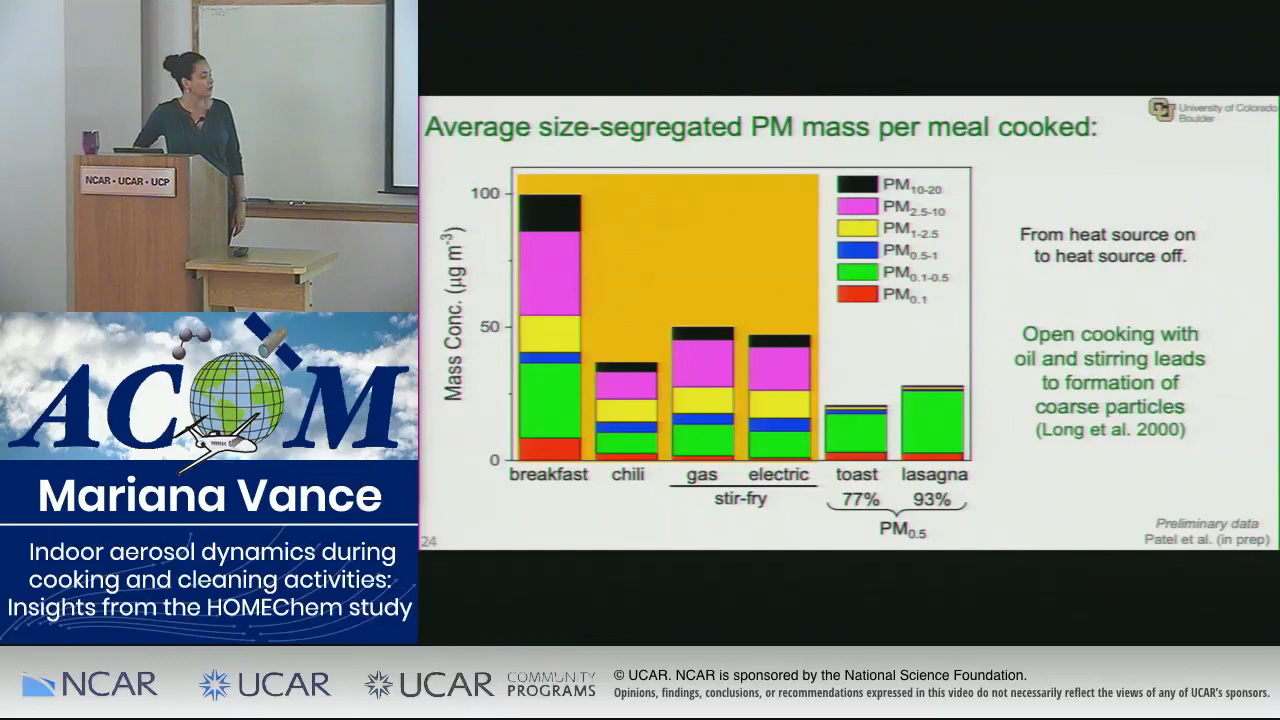 NCAR - UCAR - UCP
ACOM
Mariana Vance
Indoor aerosol dynamics during
cooking and cleaning activities:
Insights from the HOMEChem study
University of Colorado
Boulder
Average size-segregated PM mass per meal cooked:
Mass Conc. (μg m-3)
100
50
0
PM10-20
PM2.5-10
PM1-2.5
PM0.5-1
PM0.1-0.5
PM0.1
breakfast chili gas electric toast lasagna
stir-fry
77% 93%
PM0.5
From heat source on
to heat source off.
Open cooking with
oil and stirring leads
to formation of
coarse particles
(Long et al. 2000)
Preliminary data
Patel et al. (in prep)
24
NCAR UCAR UCAR COMMUNITY
PROGRAMS
© UCAR. NCAR is sponsored by the National Science Foundation.
Opinions, findings, conclusions, or recommendations expressed in this video do not necessarily reflect the views of any of UCAR's sponsors.